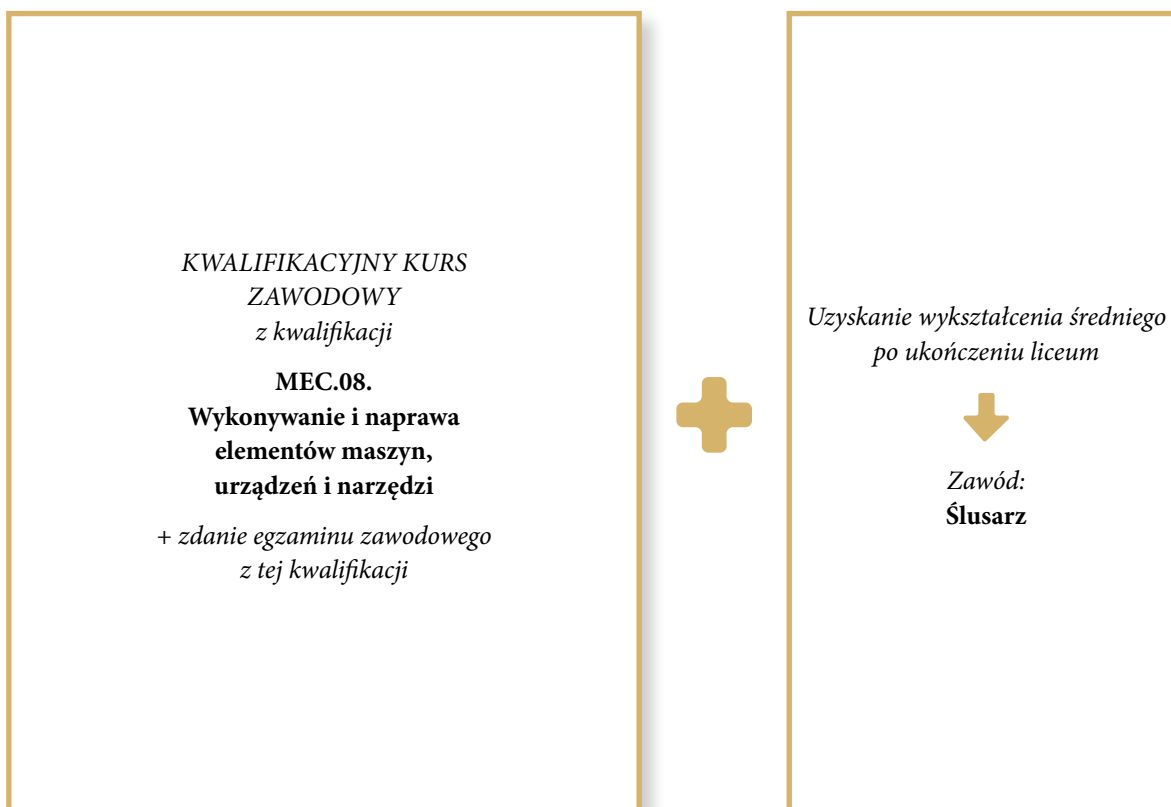 KWALIFIKACYJNY KURS
ZAWODOWY
z kwalifikacji
MEC.08.
Wykonywanie i naprawa
elementów maszyn,
urządzeń i narzędzi
+ zdanie egzaminu zawodowego
z tej kwalifikacji
Uzyskanie wykształcenia średniego
po ukończeniu liceum
Zawód:
Ślusarz